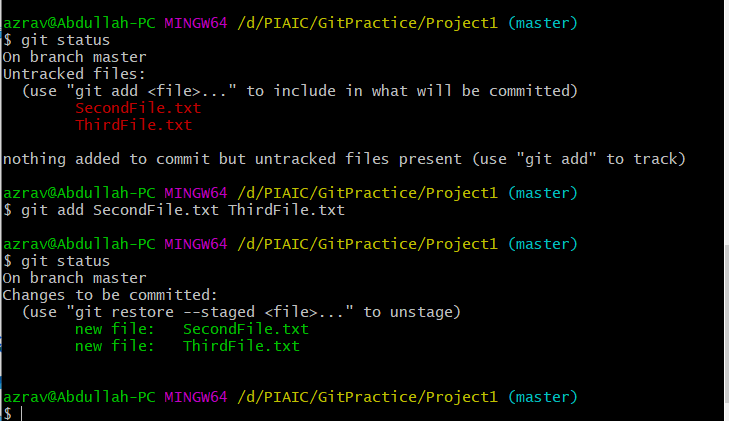 azrav@Abdullah-PC MINGW64 /d/PIAIC/GitPractice/Project1 (master)
$ git status
On branch master
Untracked files:
  (use "git add <file>..." to include in what will be committed)
        SecondFile.txt
        ThirdFile.txt

nothing added to commit but untracked files present (use "git add" to track)

azrav@Abdullah-PC MINGW64 /d/PIAIC/GitPractice/Project1 (master)
$ git add SecondFile.txt ThirdFile.txt

azrav@Abdullah-PC MINGW64 /d/PIAIC/GitPractice/Project1 (master)
$ git status
On branch master
Changes to be committed:
  (use "git restore --staged <file>..." to unstage)
        new file:   SecondFile.txt
        new file:   ThirdFile.txt


azrav@Abdullah-PC MINGW64 /d/PIAIC/GitPractice/Project1 (master)
$